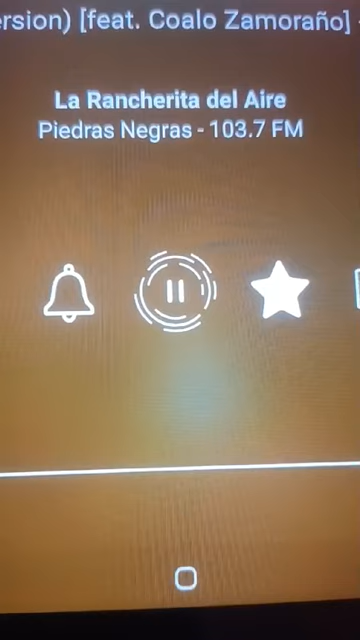 ersion) [feat. Coalo Zamoraño]
La Rancherita del Aire
Piedras Negras - 103.7 FM